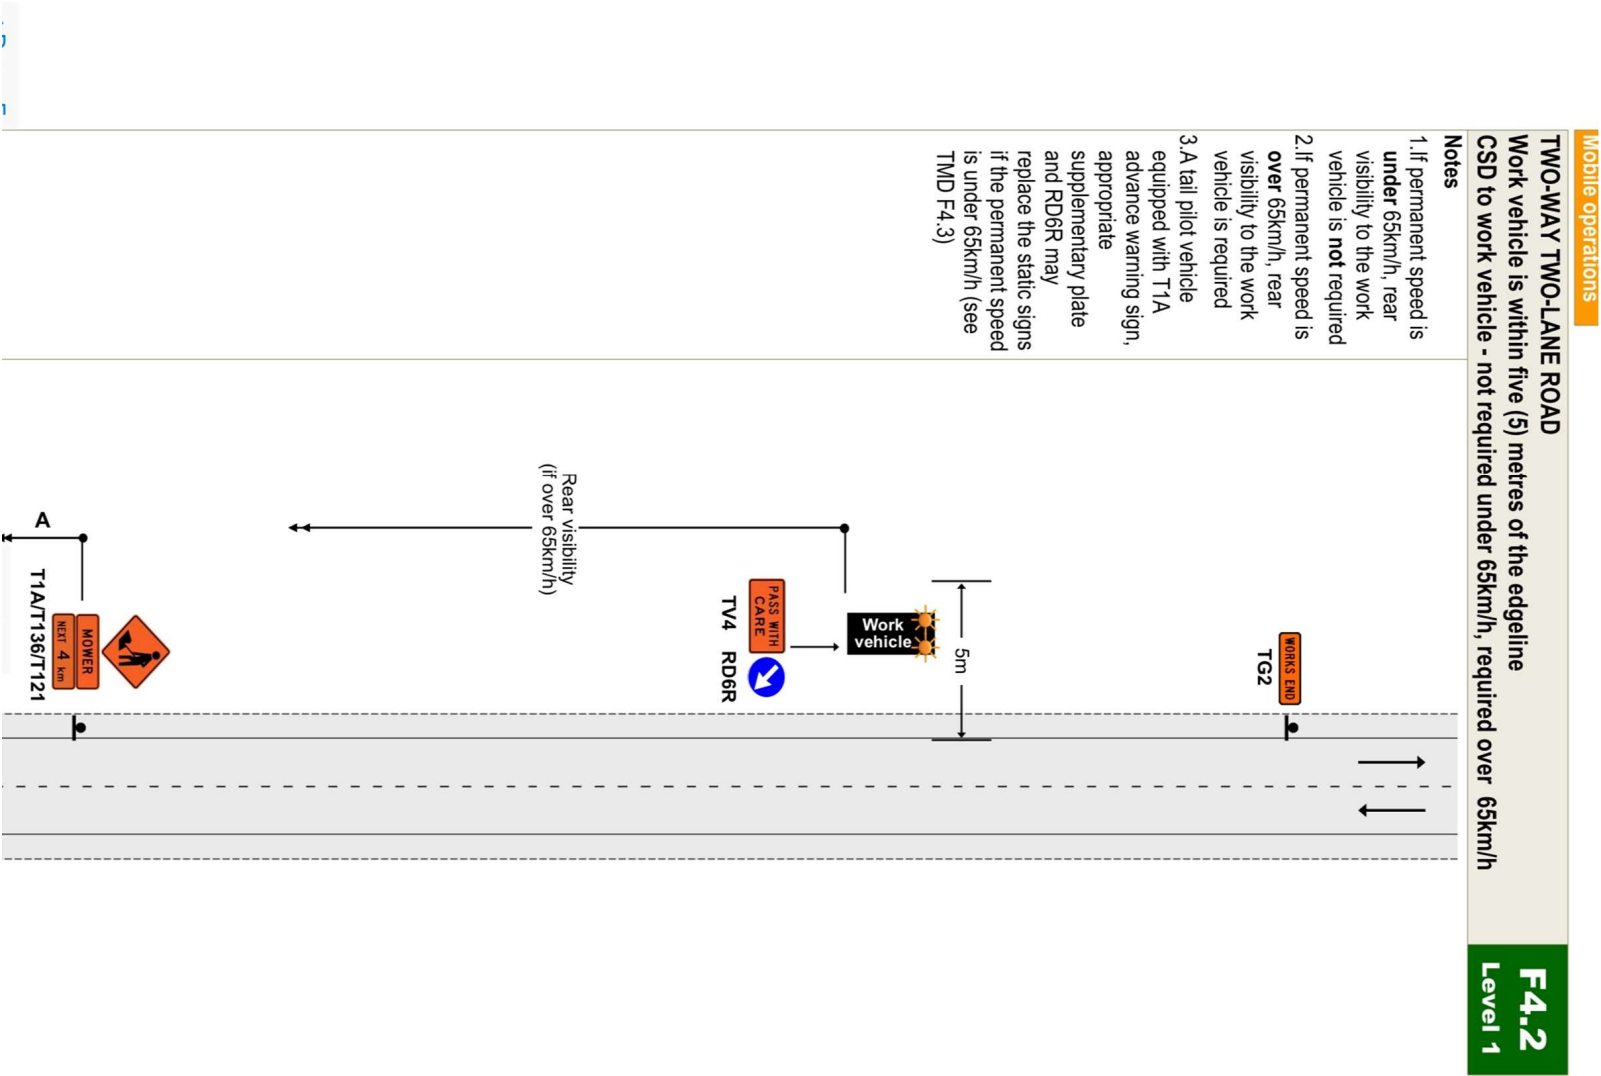 Mobile operations
TWO-WAY TWO-LANE ROAD
Work vehicle is within five (5) metres of the edgeline
CSD to work vehicle - not required under 65km/h, required over 65km/h
F4.2
Level 1
Notes
1.If permanent speed is
under 65km/h, rear
visibility to the work
vehicle is not required
2.If permanent speed is
over 65km/h, rear
visibility to the work
vehicle is required
3.A tail pilot vehicle
equipped with T1A
advance warning sign,
appropriate
supplementary plate
and RD6R may
replace the static signs
if the permanent speed
is under 65km/h (see
TMD F4.3)
WORKS END
TG2
5m
Work
vehicle
PASS WITH
CARE
TV4 RD6R
Rear visibility
(if over 65km/h)
MOWER
NEXT 4 km
T1A/T136/T121
A